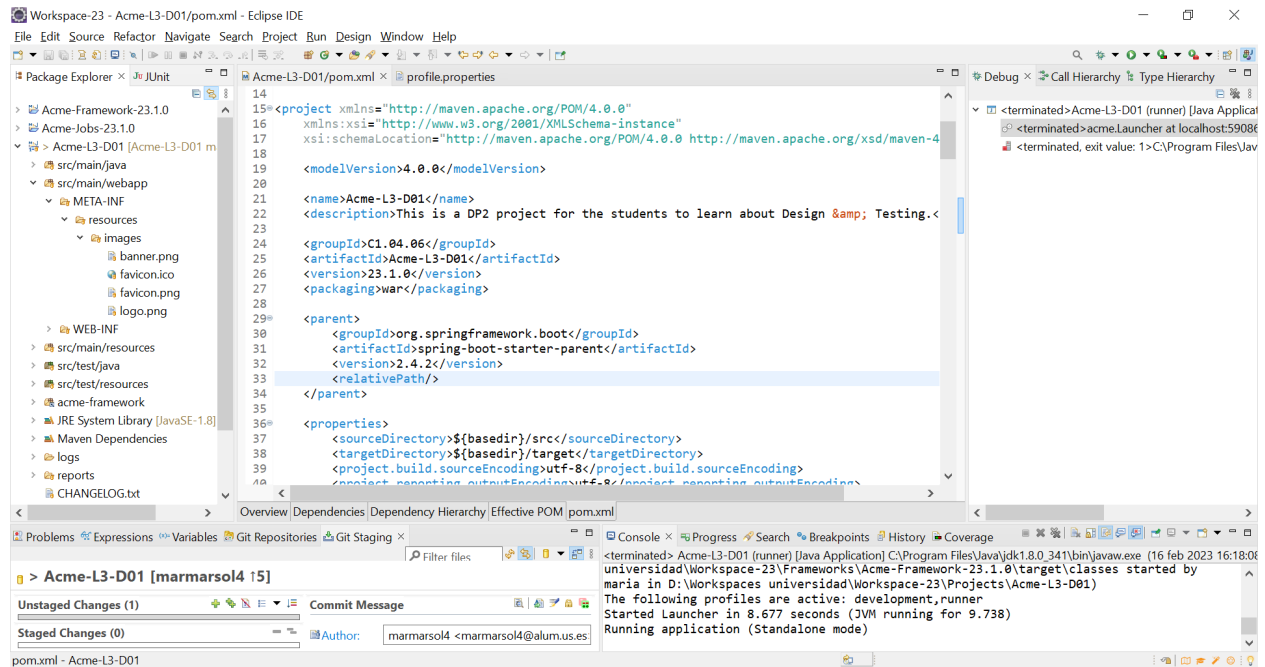 Workspace-23 - Acme-L3-D01/pom.xml - Eclipse IDE
File Edit Source Refactor Navigate Search Project Run Design Window Help
Package Explorer JUnit
Acme-Framework-23.1.0
Acme-Jobs-23.1.0
> Acme-L3-D01 [Acme-L3-D01 m
src/main/java
src/main/webapp
META-INF
resources
images
banner.png
favicon.ico
favicon.png
logo.png
WEB-INF
src/main/resources
src/test/java
src/test/resources
acme-framework
JRE System Library [JavaSE-1.8]
Maven Dependencies
logs
reports
CHANGELOG.txt
Acme-L3-D01/pom.xml profile.properties
14
15 <project xmlns="http://maven.apache.org/POM/4.0.0"
16 xmlns:xsi="http://www.w3.org/2001/XMLSchema-instance"
17 xsi:schemaLocation="http://maven.apache.org/POM/4.0.0 http://maven.apache.org/xsd/maven-4
18
19 <modelVersion>4.0.0</modelVersion>
20
21 <name>Acme-L3-D01</name>
22 <description>This is a DP2 project for the students to learn about Design &amp; Testing.<
23
24 <groupId>C1.04.06</groupId>
25 <artifactId>Acme-L3-D01</artifactId>
26 <version>23.1.0</version>
27 <packaging>war</packaging>
28
29 <parent>
30 <groupId>org.springframework.boot</groupId>
31 <artifactId>spring-boot-starter-parent</artifactId>
32 <version>2.4.2</version>
33 <relativePath/>
34 </parent>
35
36 <properties>
37 <sourceDirectory>${basedir}/src</sourceDirectory>
38 <targetDirectory>${basedir}/target</targetDirectory>
39 <project.build.sourceEncoding>utf-8</project.build.sourceEncoding>
40 <project.reporting.outputEncoding>utf-8</project.reporting.outputEncoding>
Overview Dependencies Dependency Hierarchy Effective POM pom.xml
Debug Call Hierarchy Type Hierarchy
<terminated>Acme-L3-D01 (runner) [Java Applicat
<terminated>acme.Launcher at localhost:59086
<terminated, exit value: 1>C:\Program Files\Jav
Problems Expressions Variables Git Repositories Git Staging
Filter files
> Acme-L3-D01 [marmarsol4 ↑5]
Unstaged Changes (1)
Staged Changes (0)
Commit Message
Author: marmarsol4 <marmarsol4@alum.us.es
Console Progress Search Breakpoints History Coverage
<terminated> Acme-L3-D01 (runner) [Java Application] C:\Program Files\Java\jdk1.8.0_341\bin\javaw.exe (16 feb 2023 16:18:08
universidad\Workspace-23\Frameworks\Acme-Framework-23.1.0\target\classes started by
maria in D:\Workspaces universidad\Workspace-23\Projects\Acme-L3-D01)
The following profiles are active: development,runner
Started Launcher in 8.677 seconds (JVM running for 9.738)
Running application (Standalone mode)
pom.xml - Acme-L3-D01